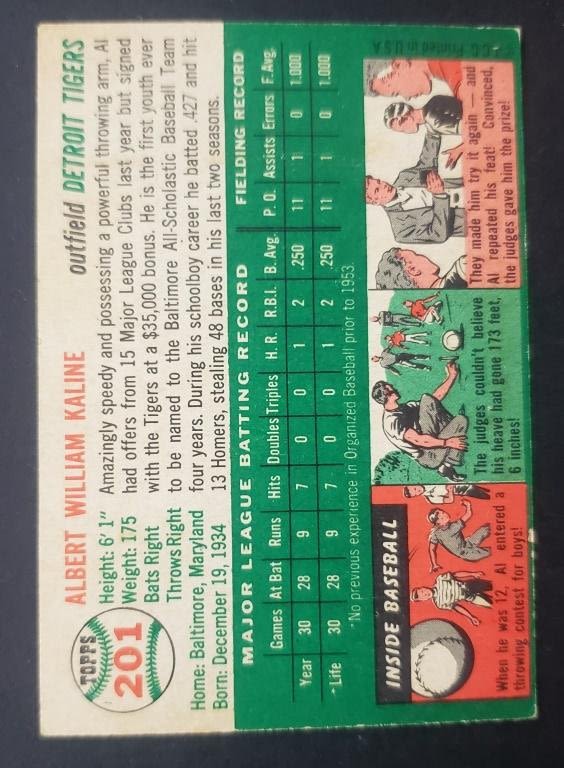 TOPPS
201
ALBERT WILLIAM KALINE
outfield DETROIT TIGERS
Height: 6' 1"
Weight: 175
Bats Right
Throws Right
Home: Baltimore, Maryland
Born: December 19, 1934
Amazingly speedy and possessing a powerful throwing arm, Al
had offers from 15 Major League Clubs last year but signed
with the Tigers at a $35,000 bonus. He is the first youth ever
to be named to the Baltimore All-Scholastic Baseball Team
four years. During his schoolboy career he batted .427 and hit
13 Homers, stealing 48 bases in his last two seasons.
MAJOR LEAGUE BATTING RECORD FIELDING RECORD
Games At Bat Runs Hits Doubles Triples H.R. R.B.I. B. Avg. P. O. Assists Errors F. Avg.
Year 30 28 9 7 0 0 1 2 .250 11 1 0 1.000
*Life 30 28 9 7 0 0 1 2 .250 11 1 0 1.000
*No previous experience in Organized Baseball prior to 1953.
INSIDE BASEBALL
When he was 12, Al entered a
throwing contest for boys!
The judges couldn't believe
his heave had gone 173 feet,
6 inches!
They made him try it again — and
Al repeated his feat! Convinced,
the judges gave him the prize!
T.C.G. Printed in U.S.A.